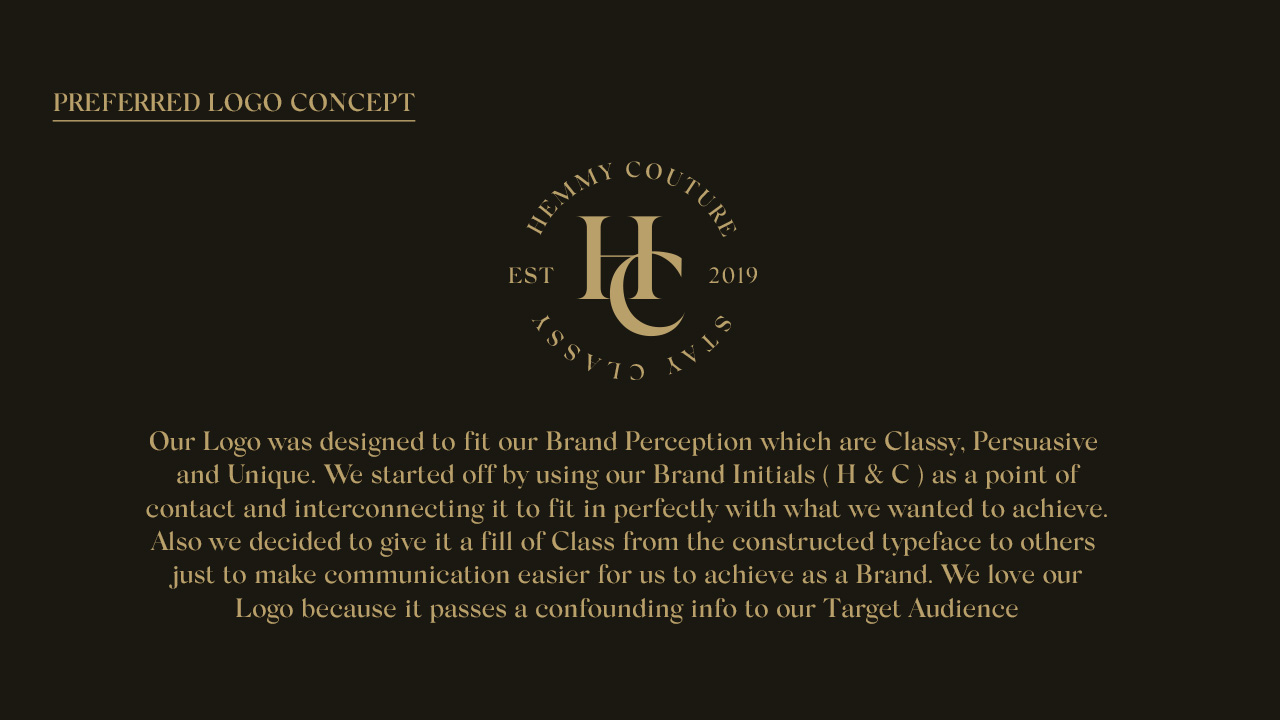 PREFERRED LOGO CONCEPT
HEMMY COUTURE
EST
HC
2019
STAY CLASSY
Our Logo was designed to fit our Brand Perception which are Classy, Persuasive
and Unique. We started off by using our Brand Initials ( H & C ) as a point of
contact and interconnecting it to fit in perfectly with what we wanted to achieve.
Also we decided to give it a fill of Class from the constructed typeface to others
just to make communication easier for us to achieve as a Brand. We love our
Logo because it passes a confounding info to our Target Audience